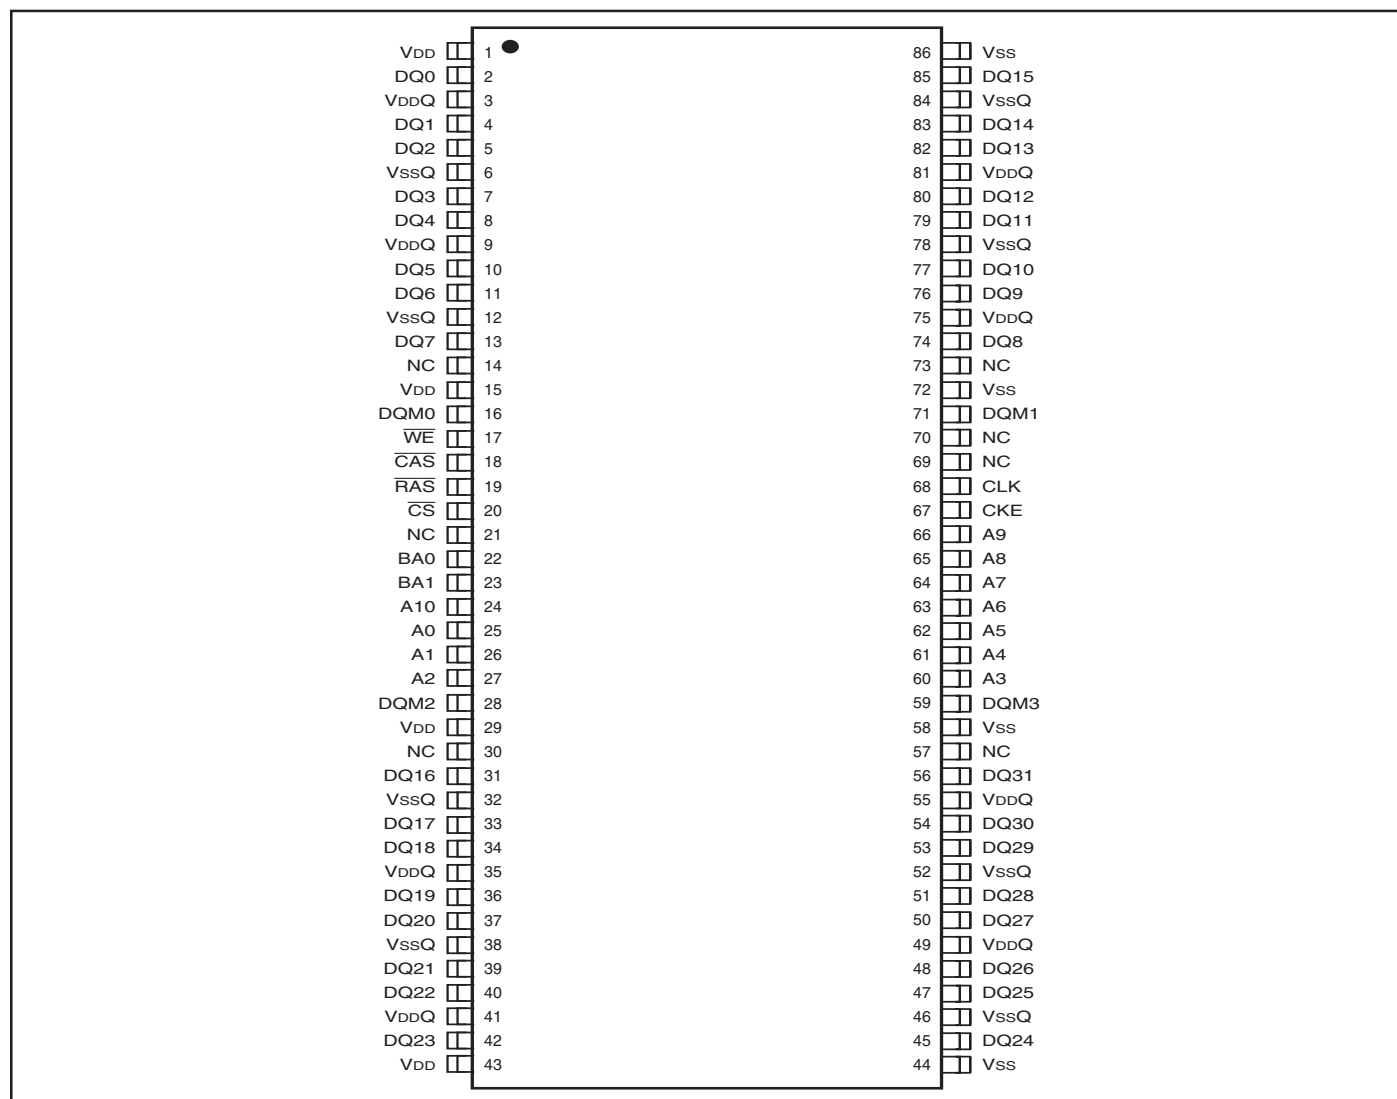 VDD 1 86 VSS
DQ0 2 85 DQ15
VDDQ 3 84 VSSQ
DQ1 4 83 DQ14
DQ2 5 82 DQ13
VSSQ 6 81 VDDQ
DQ3 7 80 DQ12
DQ4 8 79 DQ11
VDDQ 9 78 VSSQ
DQ5 10 77 DQ10
DQ6 11 76 DQ9
VSSQ 12 75 VDDQ
DQ7 13 74 DQ8
NC 14 73 NC
VDD 15 72 VSS
DQM0 16 71 DQM1
W̅E̅ 17 70 NC
C̅A̅S̅ 18 69 NC
R̅A̅S̅ 19 68 CLK
C̅S̅ 20 67 CKE
NC 21 66 A9
BA0 22 65 A8
BA1 23 64 A7
A10 24 63 A6
A0 25 62 A5
A1 26 61 A4
A2 27 60 A3
DQM2 28 59 DQM3
VDD 29 58 VSS
NC 30 57 NC
DQ16 31 56 DQ31
VSSQ 32 55 VDDQ
DQ17 33 54 DQ30
DQ18 34 53 DQ29
VDDQ 35 52 VSSQ
DQ19 36 51 DQ28
DQ20 37 50 DQ27
VSSQ 38 49 VDDQ
DQ21 39 48 DQ26
DQ22 40 47 DQ25
VDDQ 41 46 VSSQ
DQ23 42 45 DQ24
VDD 43 44 VSS